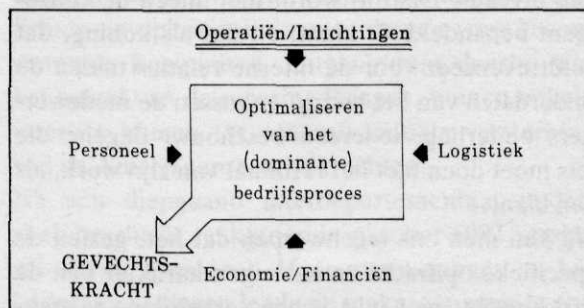 Operatiën/Inlichtingen
Optimaliseren
van het
(dominante)
bedrijfsproces
Personeel
Logistiek
GEVECHTS-
KRACHT
Economie/Financiën